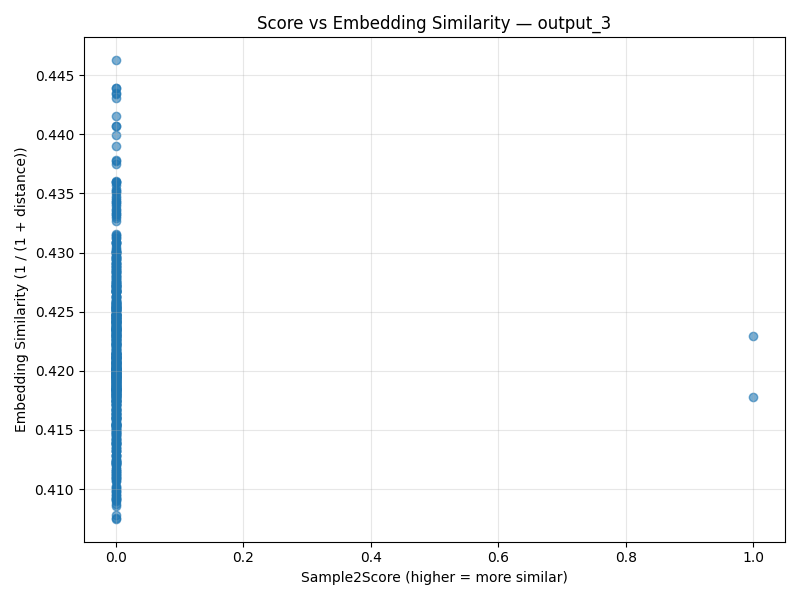 Score vs Embedding Similarity — output_3
Embedding Similarity (1 / (1 + distance))
0.445
0.440
0.435
0.430
0.425
0.420
0.415
0.410
0.0 0.2 0.4 0.6 0.8 1.0
Sample2Score (higher = more similar)